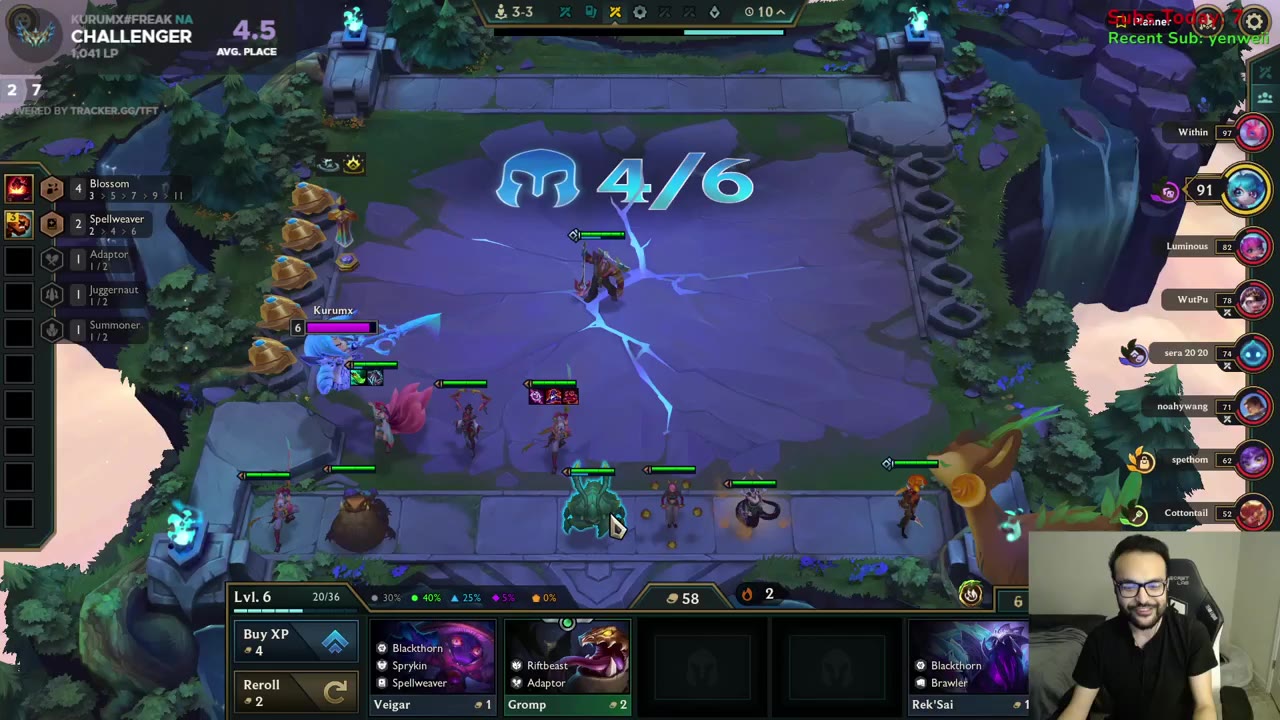 KURUMX#FREAK NA
CHALLENGER
1,041 LP
4.5
AVG. PLACE
2 7
POWERED BY TRACKER.GG/TFT
3-3
10
Planner
Subs Today: 7
Recent Sub: yenweii
4/6
4 Blossom
3 > 5 > 7 > 9 > 11
2 Spellweaver
2 > 4 > 6
1 Adaptor
1 / 2
1 Juggernaut
1 / 2
1 Summoner
1 / 2
Kurumx
6
Within 97
91
Luminous 82
WutPu 78
sera 20 20 74
noahywang 71
spethom 62
Cottontail 52
Lvl. 6
20/36
30%
40%
25%
5%
0%
58
2
6
Buy XP
4
Reroll
2
Blackthorn
Sprykin
Spellweaver
Veigar 1
Riftbeast
Adaptor
Gromp 2
Blackthorn
Brawler
Rek'Sai 1